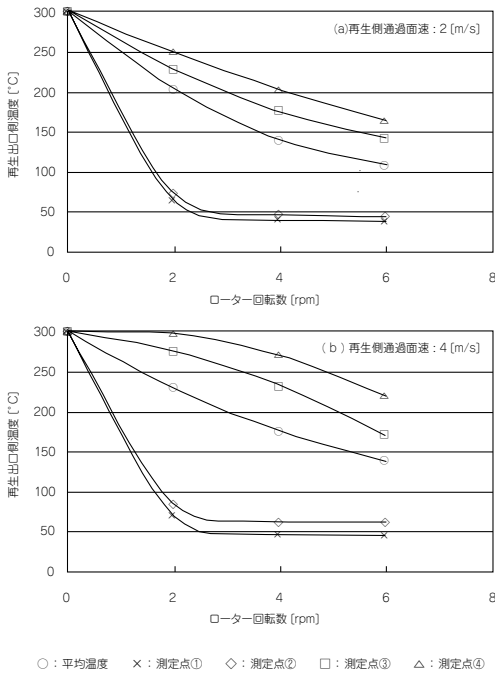 (a)再生側通過面速：2 [m/s]
再生出口側温度 [°C]
300
250
200
150
100
50
0
0 2 4 6 8
ローター回転数 [rpm]
(b) 再生側通過面速：4 [m/s]
再生出口側温度 [°C]
300
250
200
150
100
50
0
0 2 4 6 8
ローター回転数 [rpm]
○：平均温度 ×：測定点① ◇：測定点② □：測定点③ △：測定点④